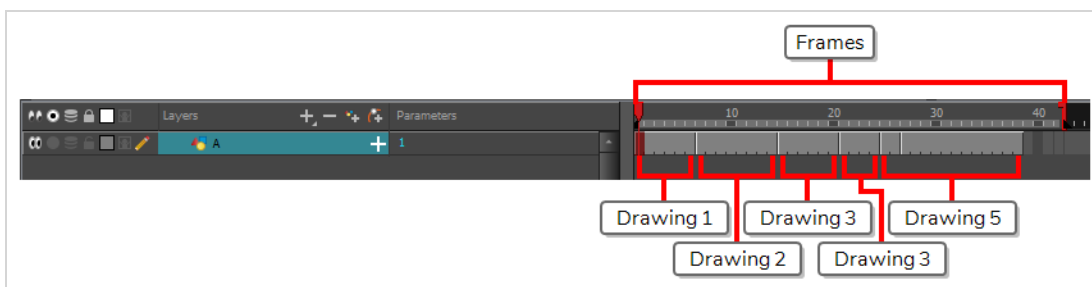 Frames
Layers
Parameters
10
20
30
40
A
1
Drawing 1
Drawing 3
Drawing 5
Drawing 2
Drawing 3